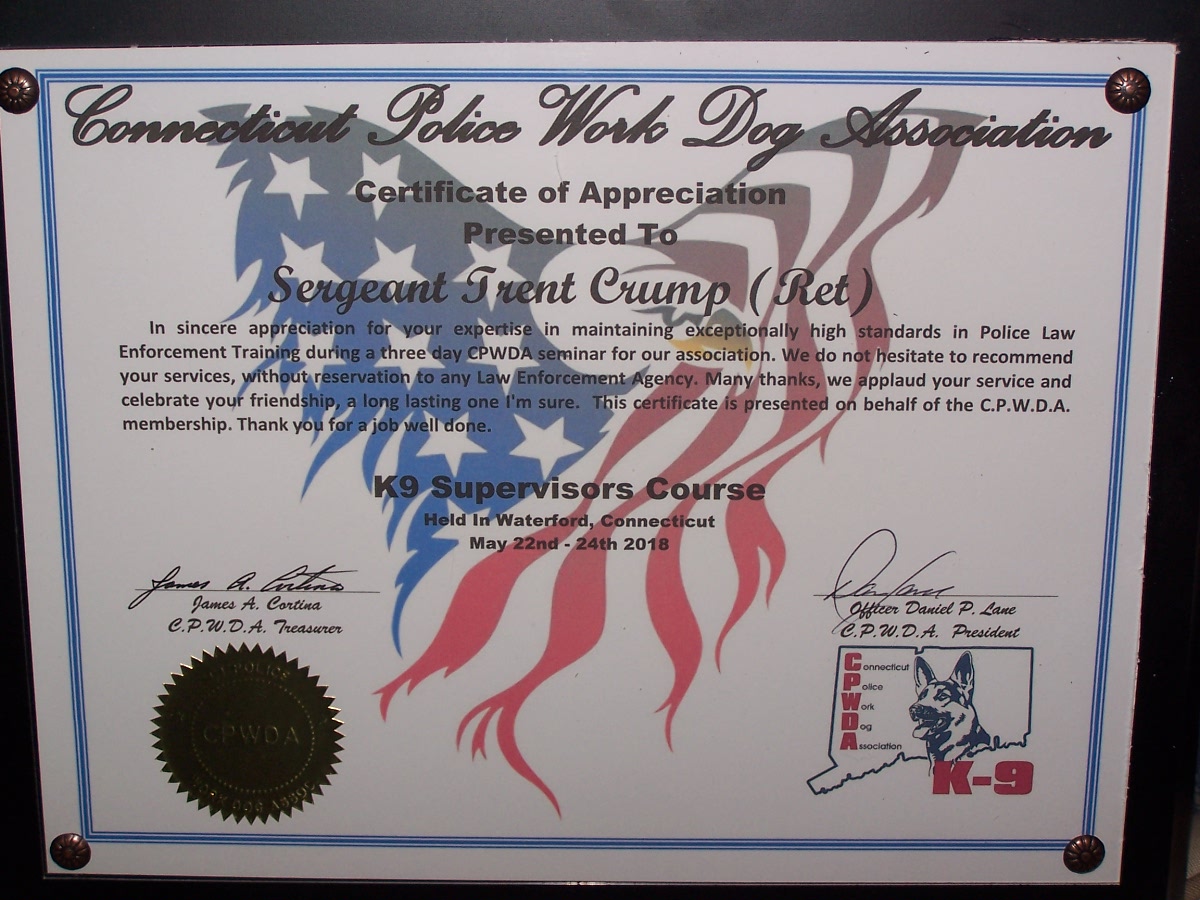 Connecticut Police Work Dog Association
Certificate of Appreciation
Presented To
Sergeant Trent Crump (Ret)
In sincere appreciation for your expertise in maintaining exceptionally high standards in Police Law
Enforcement Training during a three day CPWDA seminar for our association. We do not hesitate to recommend
your services, without reservation to any Law Enforcement Agency. Many thanks, we applaud your service and
celebrate your friendship, a long lasting one I'm sure. This certificate is presented on behalf of the C.P.W.D.A.
membership. Thank you for a job well done.
K9 Supervisors Course
Held In Waterford, Connecticut
May 22nd - 24th 2018
James A. Cortina
James A. Cortina
C.P.W.D.A. Treasurer
Officer Daniel P. Lane
C.P.W.D.A. President
POLICE
CPWDA
WORK DOG ASSOC
Connecticut
Police
Work
Dog
Association
K-9